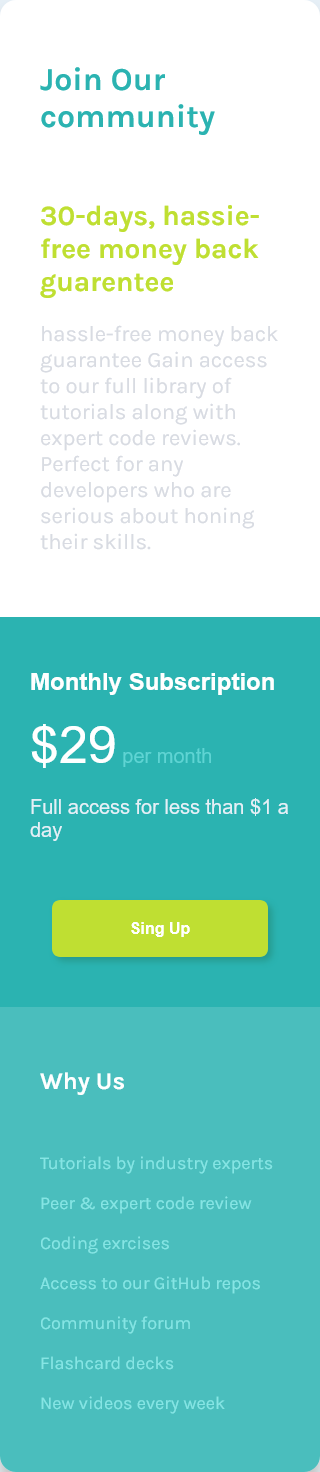 Join Our
community
30-days, hassie-
free money back
guarentee
hassle-free money back
guarantee Gain access
to our full library of
tutorials along with
expert code reviews.
Perfect for any
developers who are
serious about honing
their skills.
Monthly Subscription
$29 per month
Full access for less than $1 a
day
Sing Up
Why Us
Tutorials by industry experts
Peer & expert code review
Coding exrcises
Access to our GitHub repos
Community forum
Flashcard decks
New videos every week